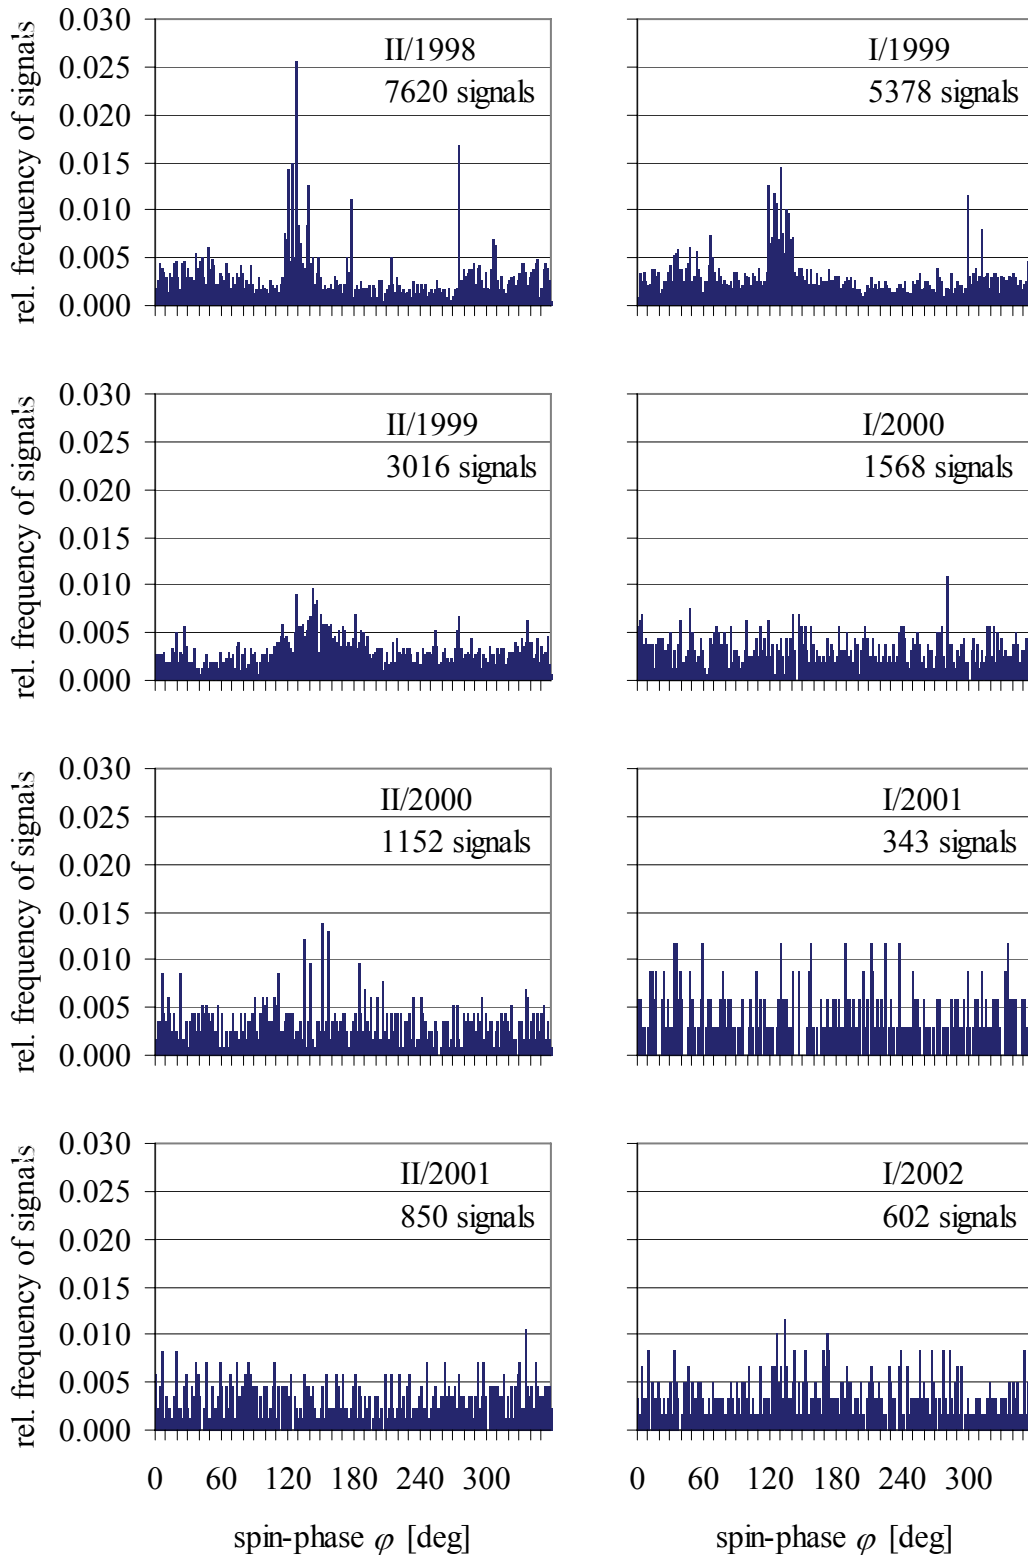 rel. frequency of signals
0.030
0.025
0.020
0.015
0.010
0.005
0.000
II/1998
7620 signals
I/1999
5378 signals
rel. frequency of signals
0.030
0.025
0.020
0.015
0.010
0.005
0.000
II/1999
3016 signals
I/2000
1568 signals
rel. frequency of signals
0.030
0.025
0.020
0.015
0.010
0.005
0.000
II/2000
1152 signals
I/2001
343 signals
rel. frequency of signals
0.030
0.025
0.020
0.015
0.010
0.005
0.000
II/2001
850 signals
I/2002
602 signals
0 60 120 180 240 300
spin-phase φ [deg]
0 60 120 180 240 300
spin-phase φ [deg]